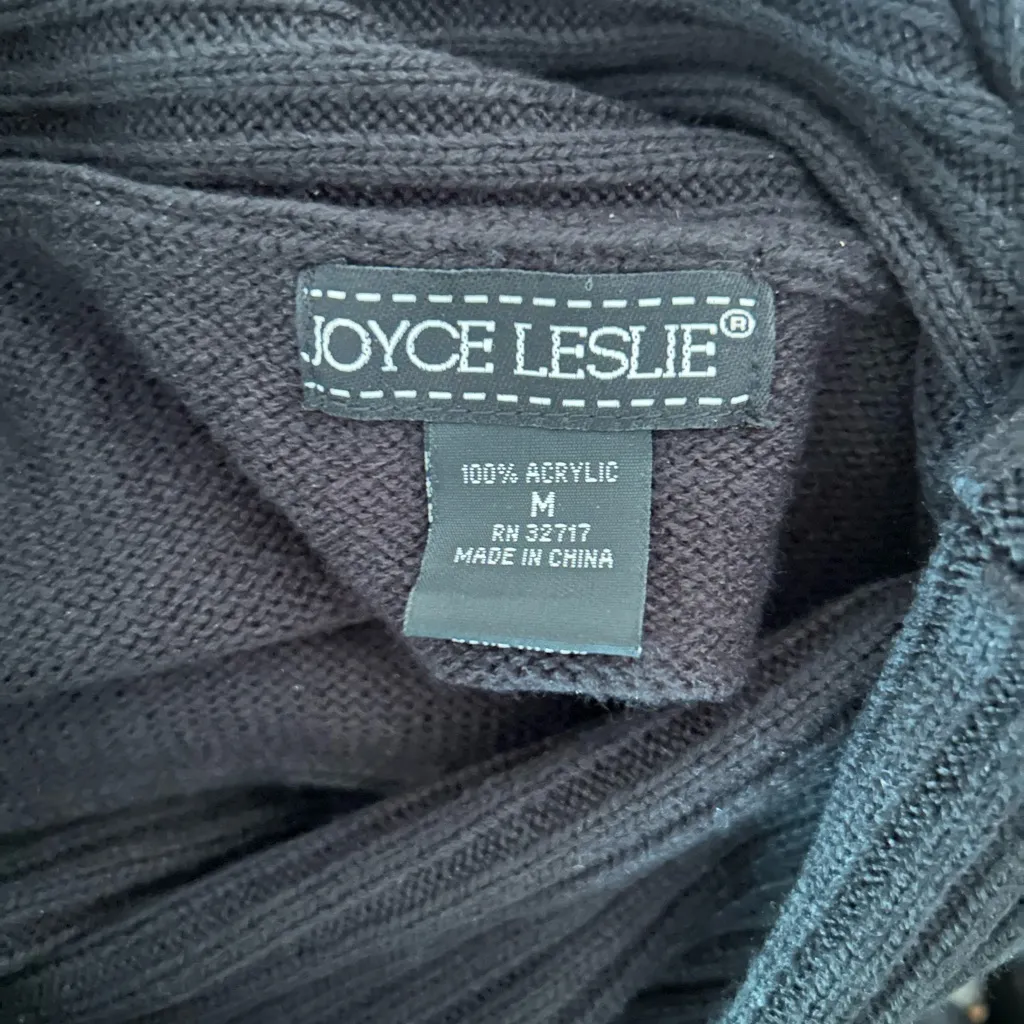 JOYCE LESLIE®
100% ACRYLIC
M
RN 32717
MADE IN CHINA